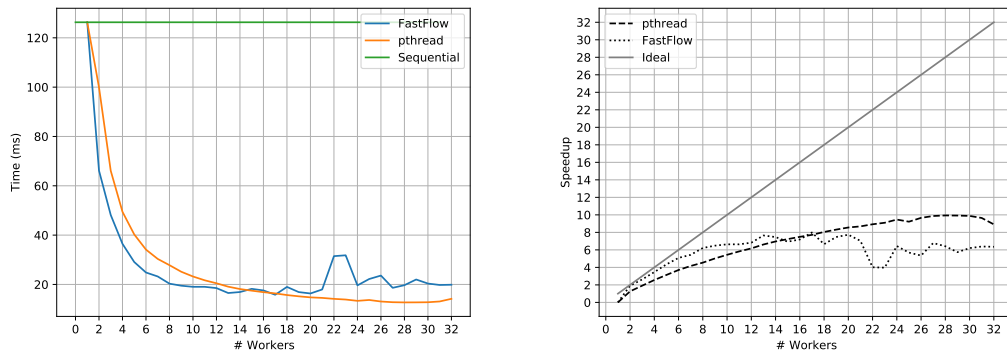 FastFlow
pthread
Sequential
120
100
80
60
40
20
Time (ms)
0 2 4 6 8 10 12 14 16 18 20 22 24 26 28 30 32
# Workers
pthread
FastFlow
Ideal
32
30
28
26
24
22
20
18
16
14
12
10
8
6
4
2
0
Speedup
0 2 4 6 8 10 12 14 16 18 20 22 24 26 28 30 32
# Workers